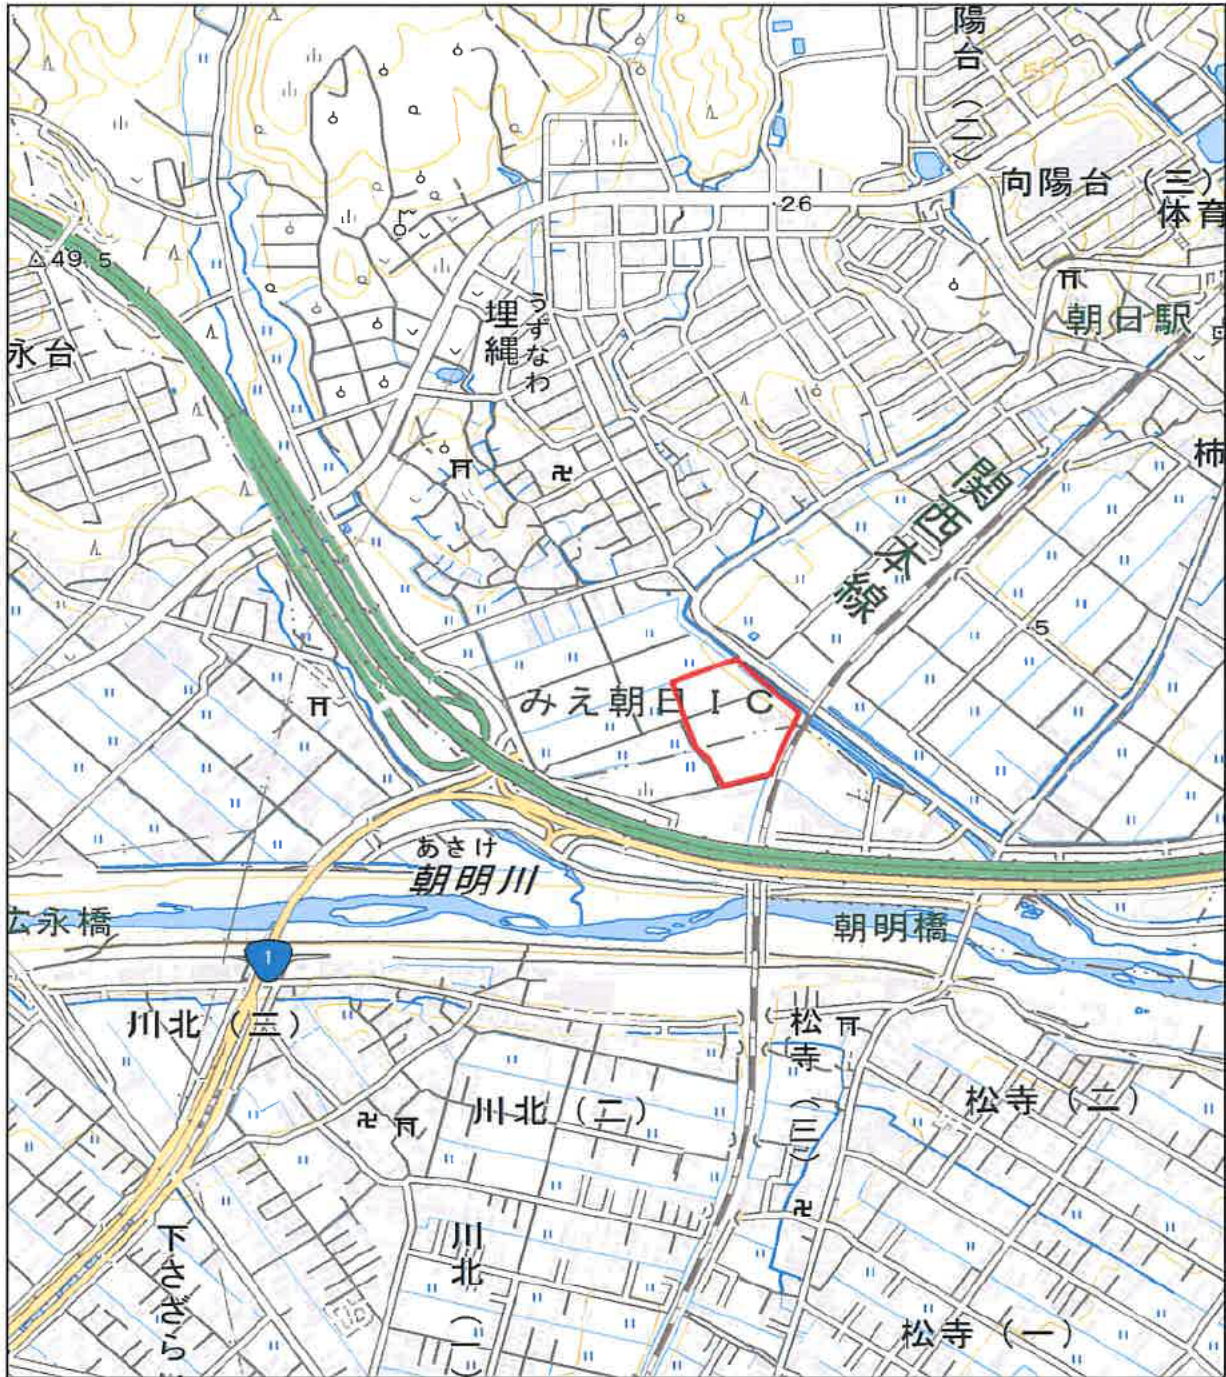 陽台（二）
向陽台（三）
体育
26
49.5
永台
埋縄
うずなわ
朝日駅
柿
関西本線
5
みえ朝日IC
あさけ
朝明川
広永橋
朝明橋
1
川北（三）
松寺（三）
川北（二）
松寺（二）
下さざら
川北（一）
松寺（一）